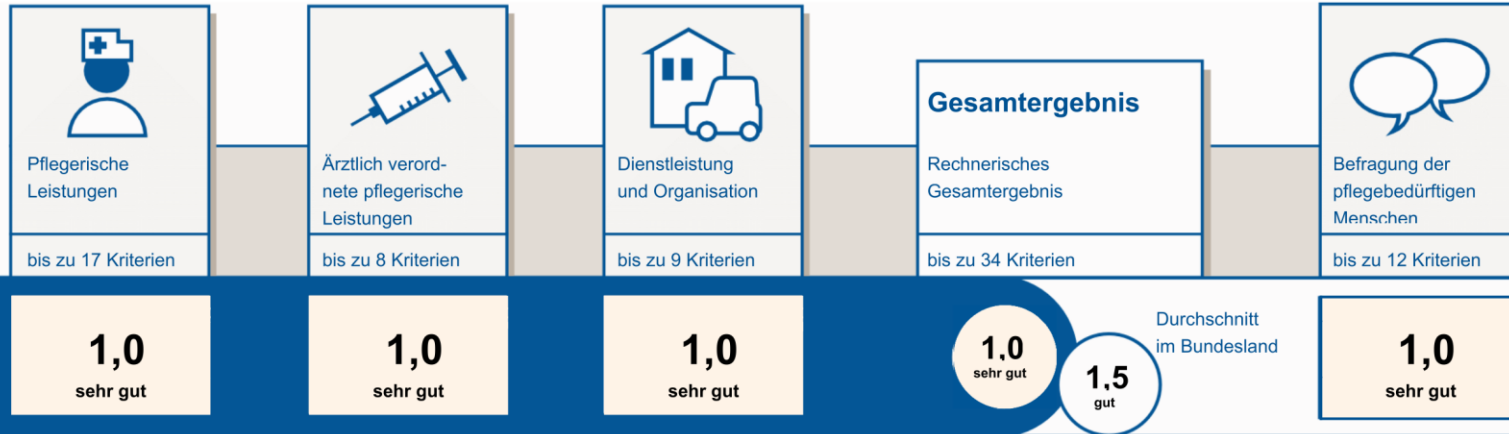 Pflegerische
Leistungen
bis zu 17 Kriterien
1,0
sehr gut
Ärztlich verord-
nete pflegerische
Leistungen
bis zu 8 Kriterien
1,0
sehr gut
Dienstleistung
und Organisation
bis zu 9 Kriterien
1,0
sehr gut
Gesamtergebnis
Rechnerisches
Gesamtergebnis
bis zu 34 Kriterien
1,0
sehr gut
1,5
gut
Durchschnitt
im Bundesland
Befragung der
pflegebedürftigen
Menschen
bis zu 12 Kriterien
1,0
sehr gut